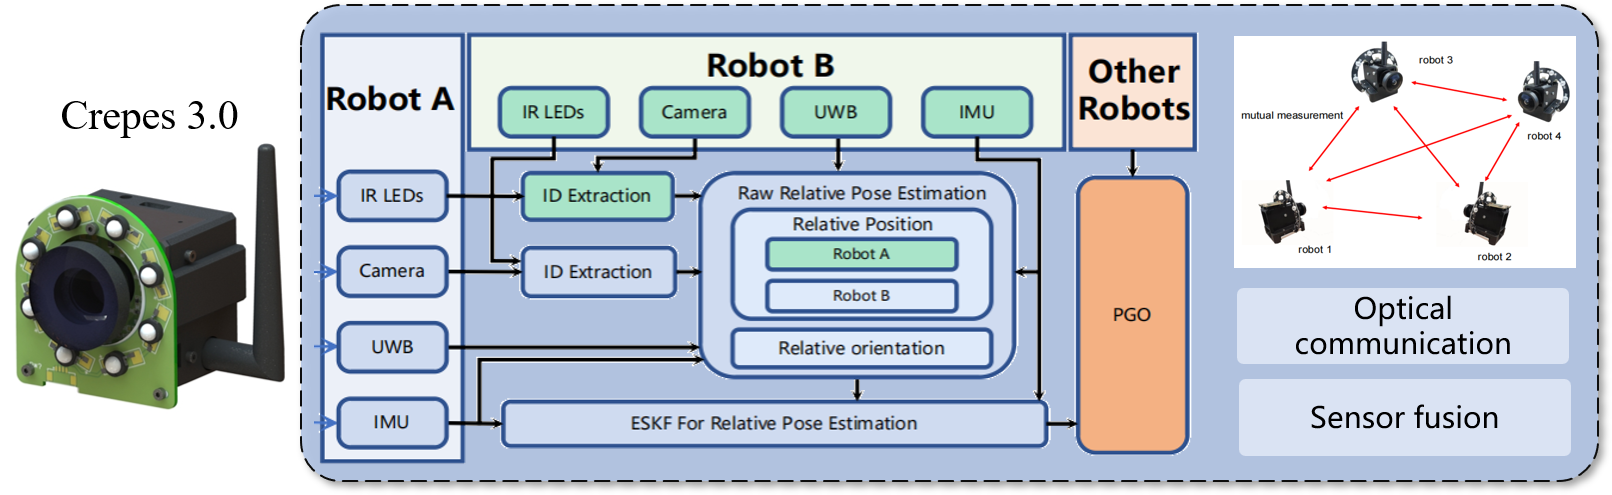 Crepes 3.0
Robot A
IR LEDs
Camera
UWB
IMU
Robot B
IR LEDs
Camera
UWB
IMU
Other
Robots
ID Extraction
ID Extraction
Raw Relative Pose Estimation
Relative Position
Robot A
Robot B
Relative orientation
ESKF For Relative Pose Estimation
PGO
robot 3
mutual measurement
robot 4
robot 1
robot 2
Optical
communication
Sensor fusion